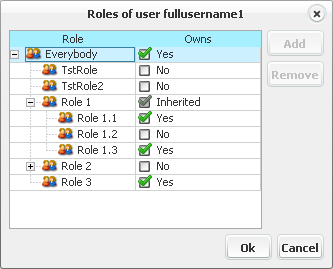 Roles of user fullusername1
Role Owns
Everybody Yes
TstRole No
TstRole2 No
Role 1 Inherited
Role 1.1 Yes
Role 1.2 No
Role 1.3 Yes
Role 2 No
Role 3 Yes
Add
Remove
Ok Cancel